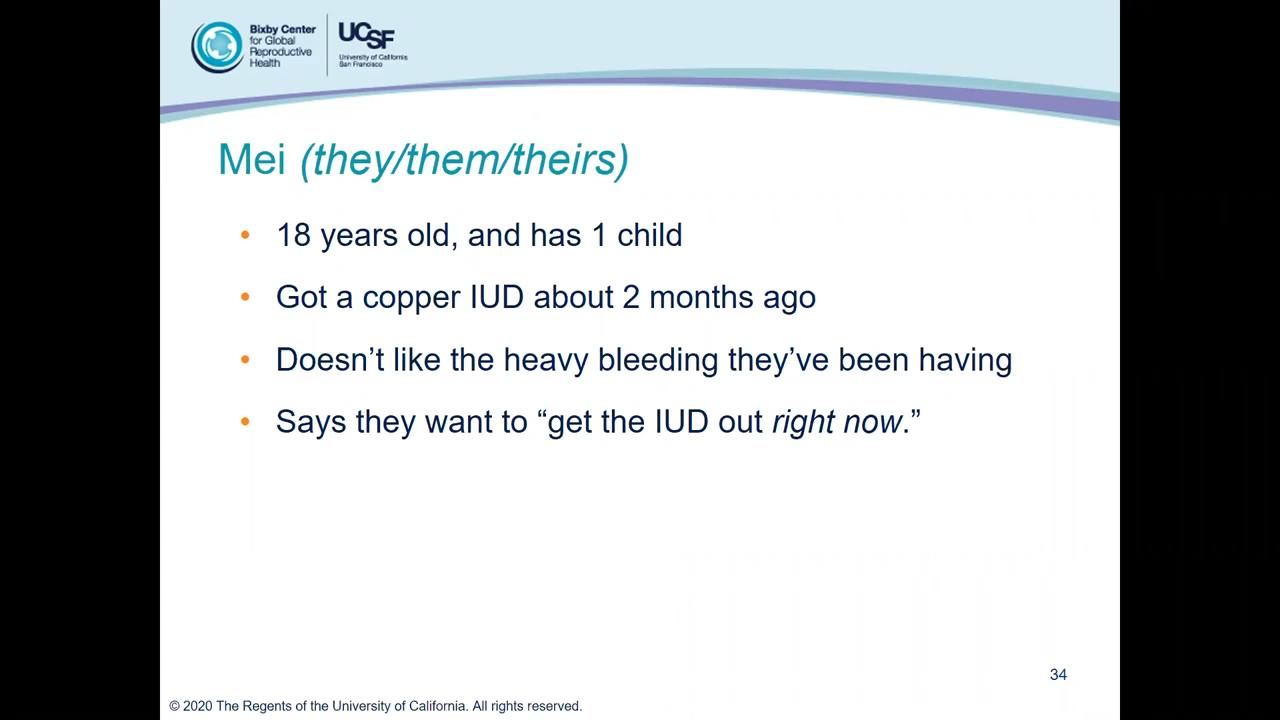 Bixby Center
for Global
Reproductive
Health
UCSF
University of California
San Francisco
Mei (they/them/theirs)
• 18 years old, and has 1 child
• Got a copper IUD about 2 months ago
• Doesn’t like the heavy bleeding they’ve been having
• Says they want to “get the IUD out right now.”
34
© 2020 The Regents of the University of California. All rights reserved.